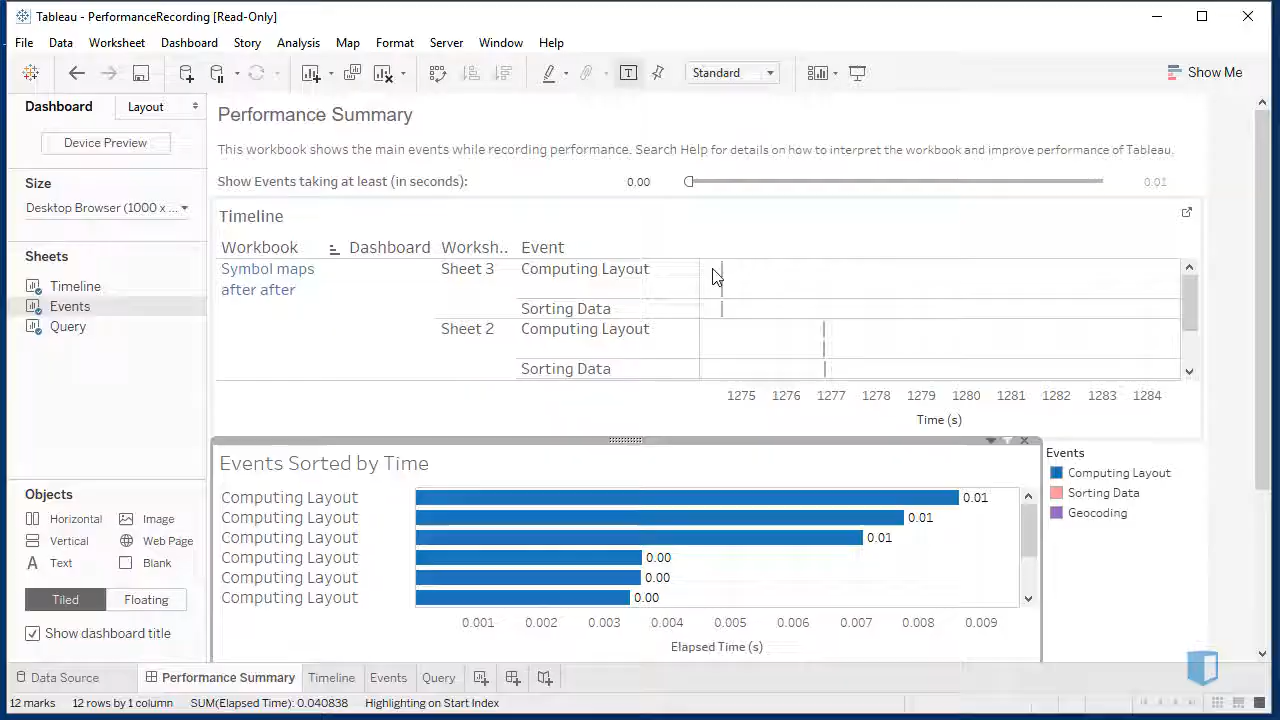 Tableau - PerformanceRecording [Read-Only]
File Data Worksheet Dashboard Story Analysis Map Format Server Window Help
Standard
Show Me
Dashboard Layout
Device Preview
Size
Desktop Browser (1000 x ...
Sheets
Timeline
Events
Query
Objects
Horizontal Image
Vertical Web Page
A Text Blank
Tiled Floating
Show dashboard title
Performance Summary
This workbook shows the main events while recording performance. Search Help for details on how to interpret the workbook and improve performance of Tableau.
Show Events taking at least (in seconds): 0.00 0.01
Timeline
Workbook Dashboard Worksh.. Event
Symbol maps Sheet 3 Computing Layout
after after
Sorting Data
Sheet 2 Computing Layout
Sorting Data
1275 1276 1277 1278 1279 1280 1281 1282 1283 1284
Time (s)
Events Sorted by Time
Computing Layout 0.01
Computing Layout 0.01
Computing Layout 0.01
Computing Layout 0.00
Computing Layout 0.00
Computing Layout 0.00
0.001 0.002 0.003 0.004 0.005 0.006 0.007 0.008 0.009
Elapsed Time (s)
Events
Computing Layout
Sorting Data
Geocoding
Data Source Performance Summary Timeline Events Query
12 marks 12 rows by 1 column SUM(Elapsed Time): 0.040838 Highlighting on Start Index